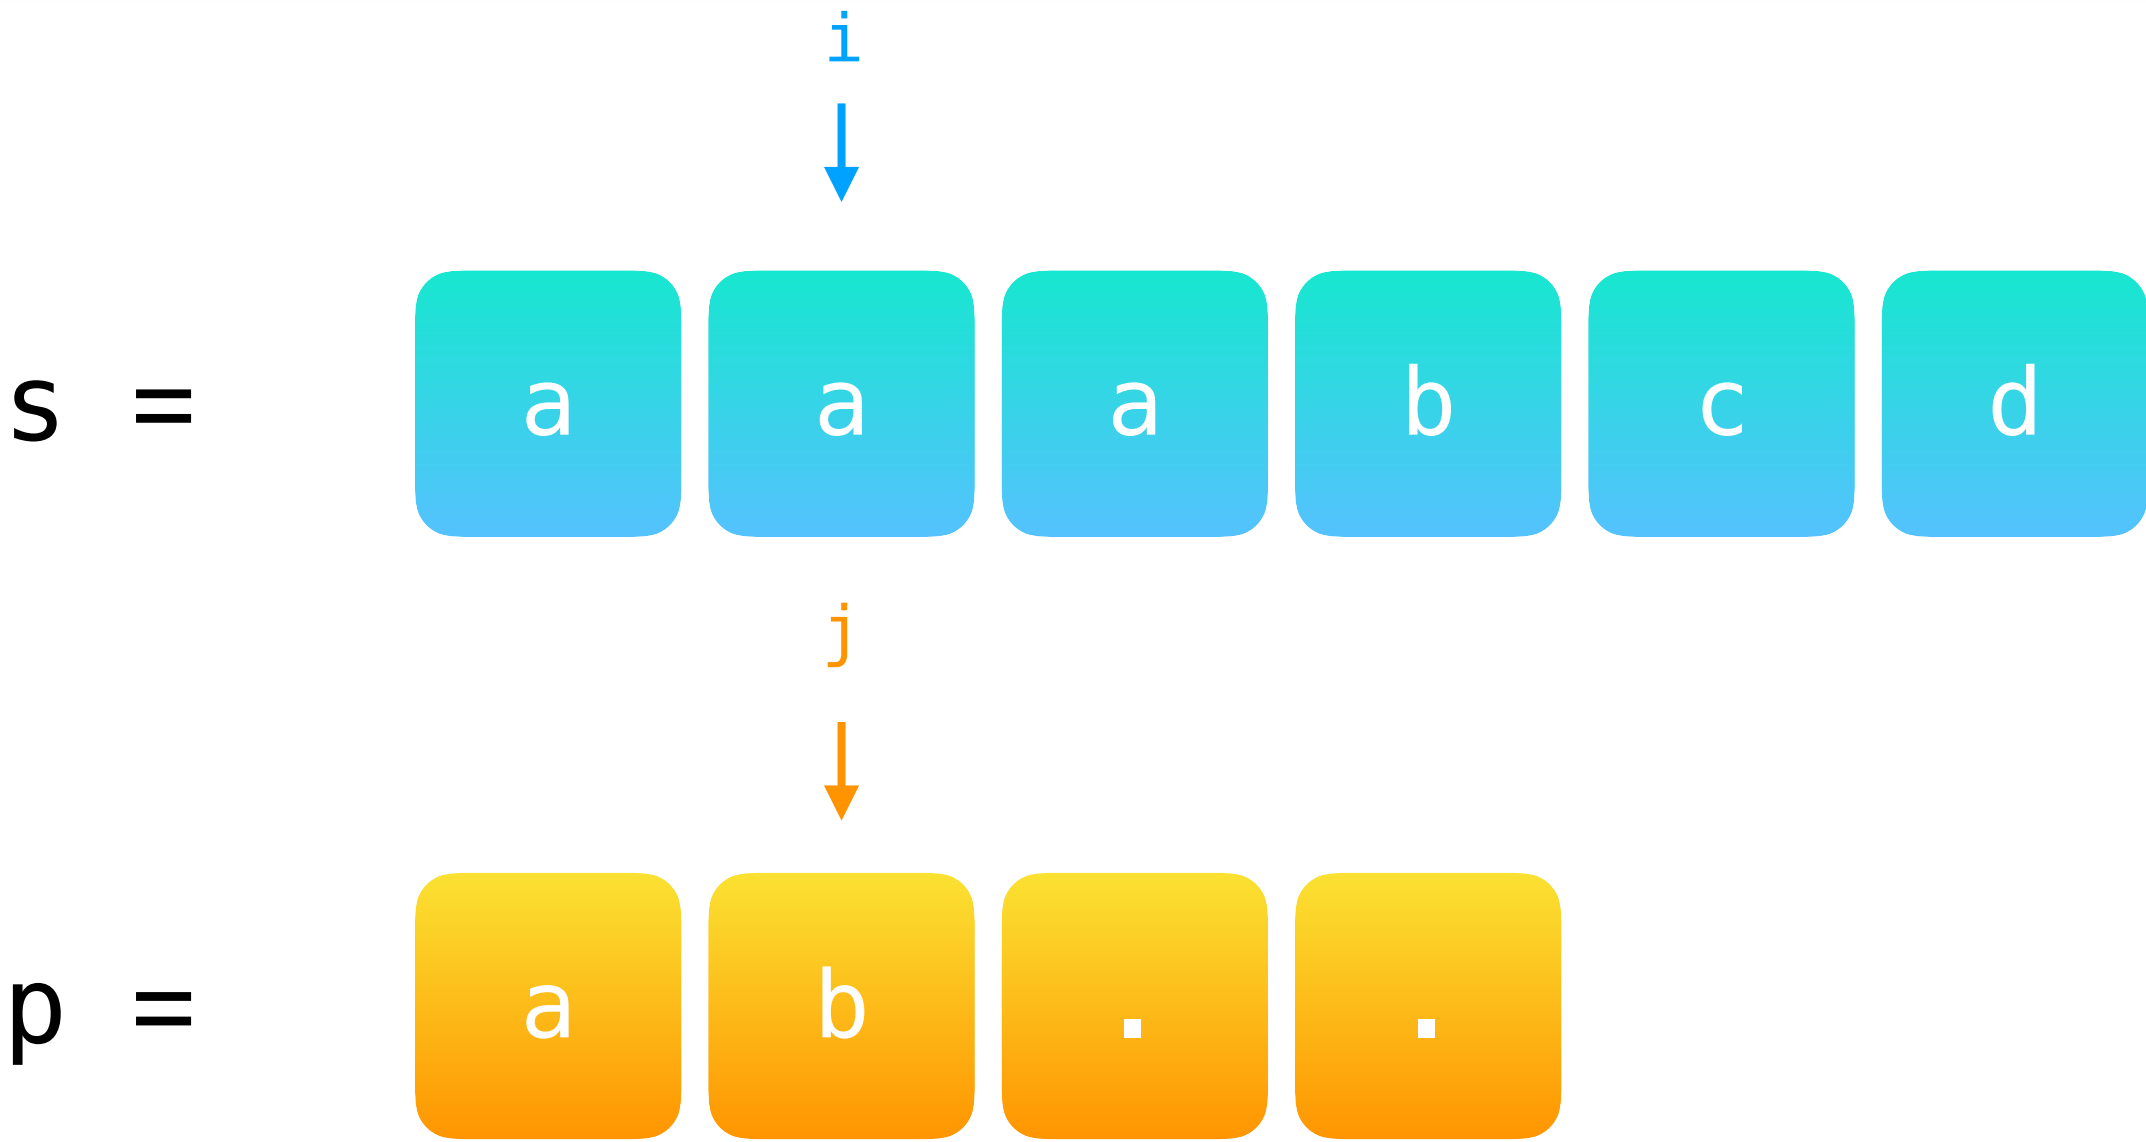 i
s = a a a b c d
j
p = a b . .